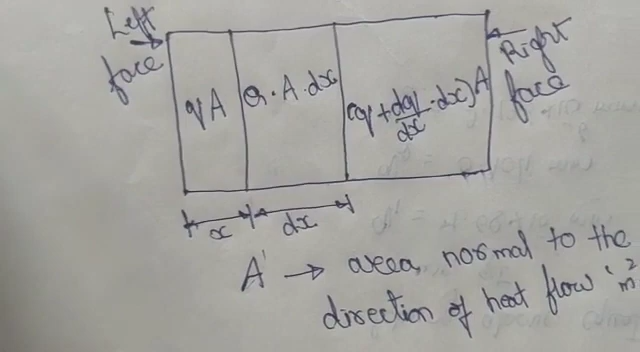 Left
face
Right
face
qA
Q · A · dx
(q + dq/dx · dx) A
x
dx
A → area normal to the
direction of heat flow in m²